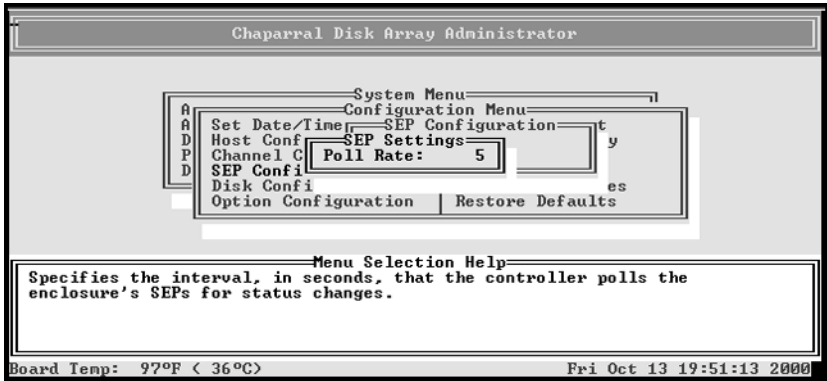 Chaparral Disk Array Administrator
System Menu
Configuration Menu
A
A Set Date/Time SEP Configuration t
D Host Conf SEP Settings y
P Channel C Poll Rate: 5
D SEP Confi
Disk Confi es
Option Configuration | Restore Defaults
Menu Selection Help
Specifies the interval, in seconds, that the controller polls the
enclosure's SEPs for status changes.
Board Temp: 97ºF ( 36ºC) Fri Oct 13 19:51:13 2000